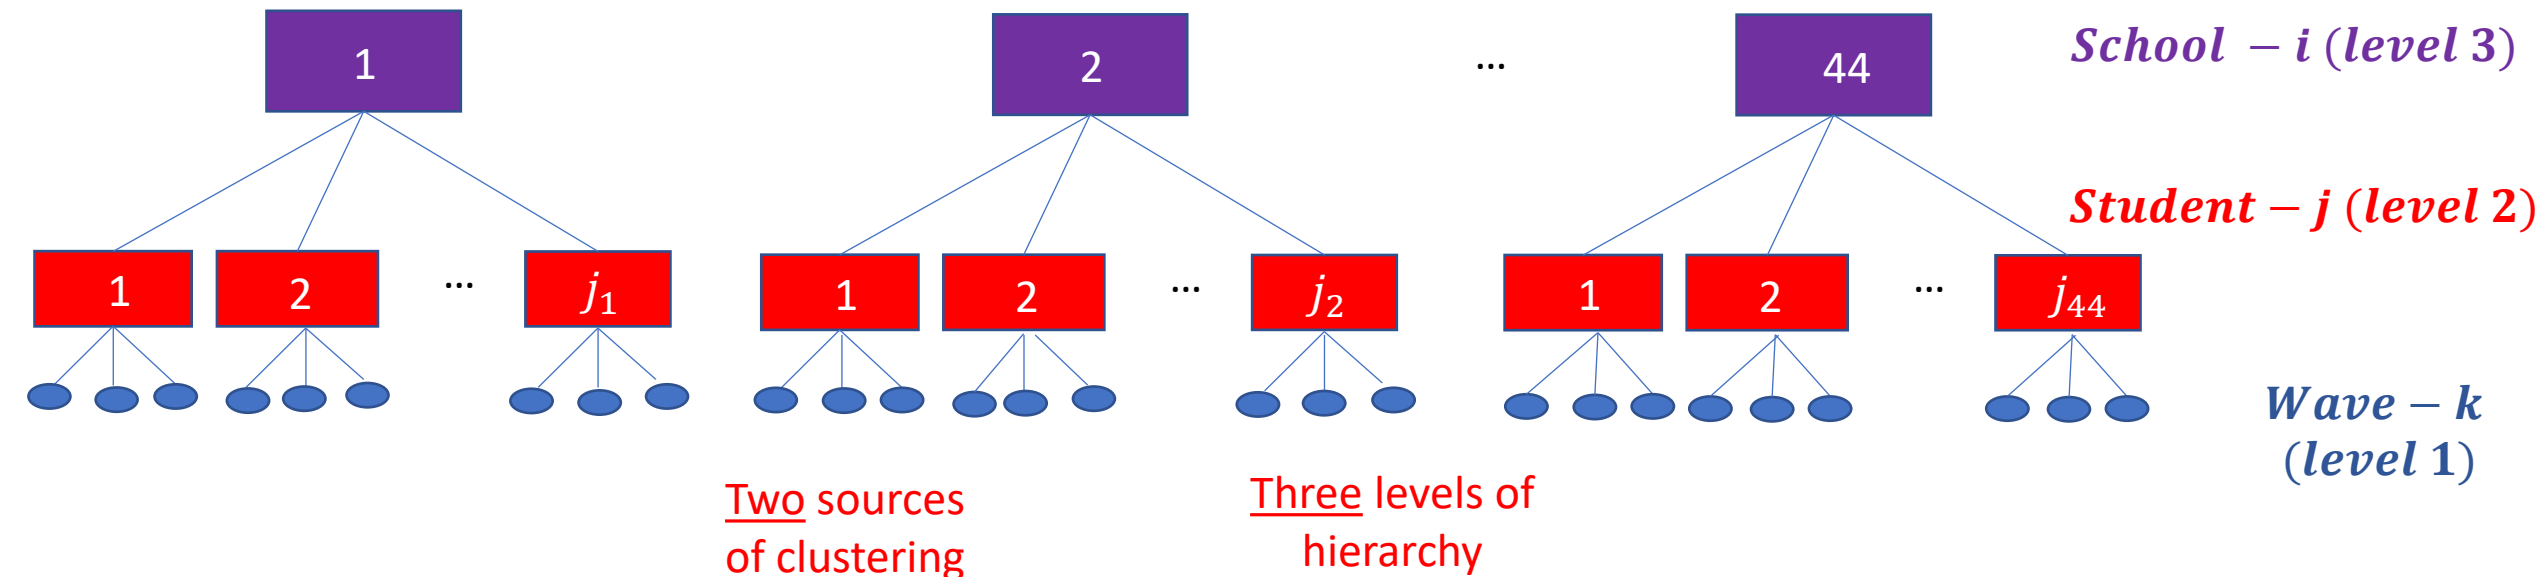 1 2 ... 44 School – i (level 3)
Student – j (level 2)
1 2 ... j₁ 1 2 ... j₂ 1 2 ... j₄₄
Wave – k
(level 1)
Two sources
of clustering
Three levels of
hierarchy